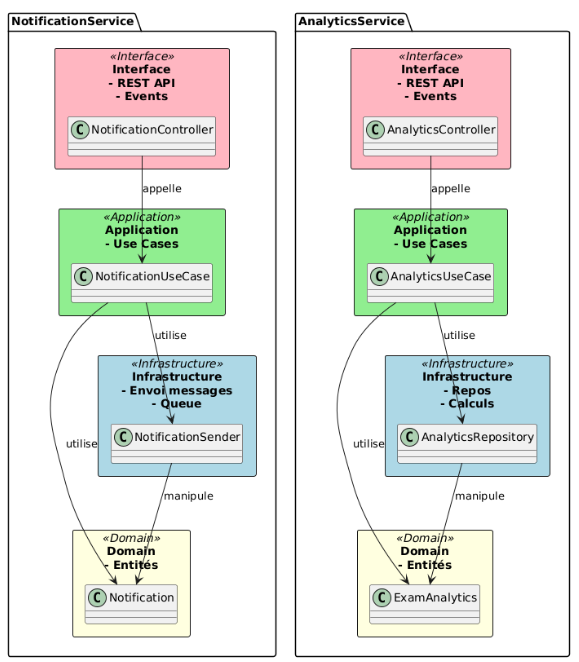 NotificationService
«Interface»
Interface
- REST API
- Events
C NotificationController
appelle
«Application»
Application
- Use Cases
C NotificationUseCase
utilise
«Infrastructure»
Infrastructure
- Envoi messages
- Queue
C NotificationSender
utilise
manipule
«Domain»
Domain
- Entités
C Notification
AnalyticsService
«Interface»
Interface
- REST API
- Events
C AnalyticsController
appelle
«Application»
Application
- Use Cases
C AnalyticsUseCase
utilise
«Infrastructure»
Infrastructure
- Repos
- Calculs
C AnalyticsRepository
utilise
manipule
«Domain»
Domain
- Entités
C ExamAnalytics